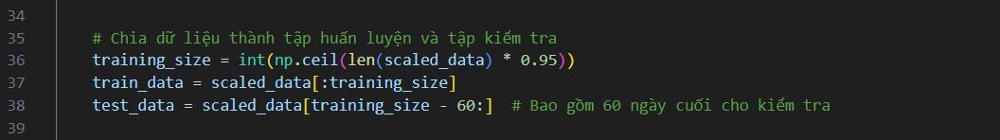 34
35 # Chia dữ liệu thành tập huấn luyện và tập kiểm tra
36 training_size = int(np.ceil(len(scaled_data) * 0.95))
37 train_data = scaled_data[:training_size]
38 test_data = scaled_data[training_size - 60:]  # Bao gồm 60 ngày cuối cho kiểm tra
39